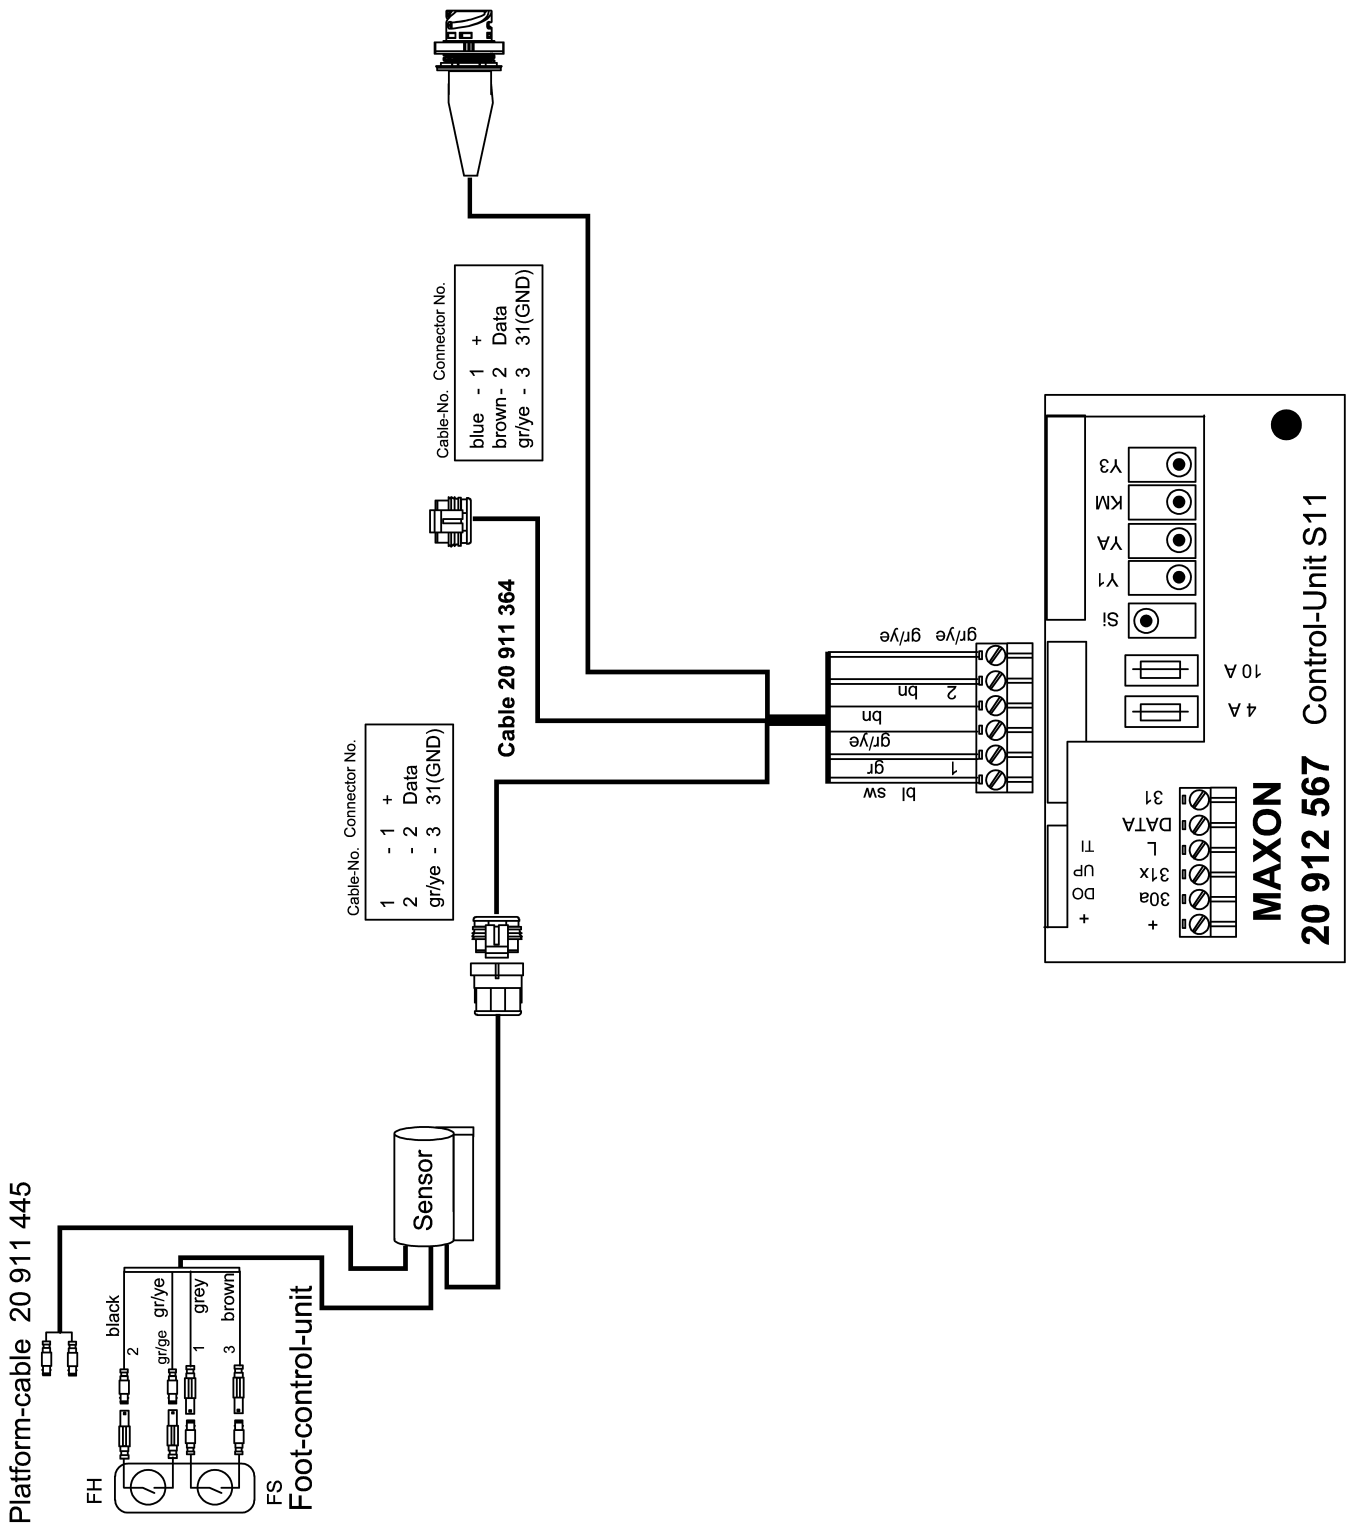 Platform-cable 20 911 445
black
2
gr/ge gr/ye
1 grey
3 brown
FH
FS
Foot-control-unit
Sensor
Cable-No. Connector No.
1 - 1 +
2 - 2 Data
gr/ye - 3 31(GND)
Cable 20 911 364
Cable-No. Connector No.
blue - 1 +
brown - 2 Data
gr/ye - 3 31(GND)
gr/ye gr/ye
bn 2
bn
gr/ye
gr 1
sw bl
Y3
KM
YA
Y1
Si
10 A
4 A
TI
UP
DO
+
31
DATA
L
31x
30a
+
MAXON
20 912 567 Control-Unit S11